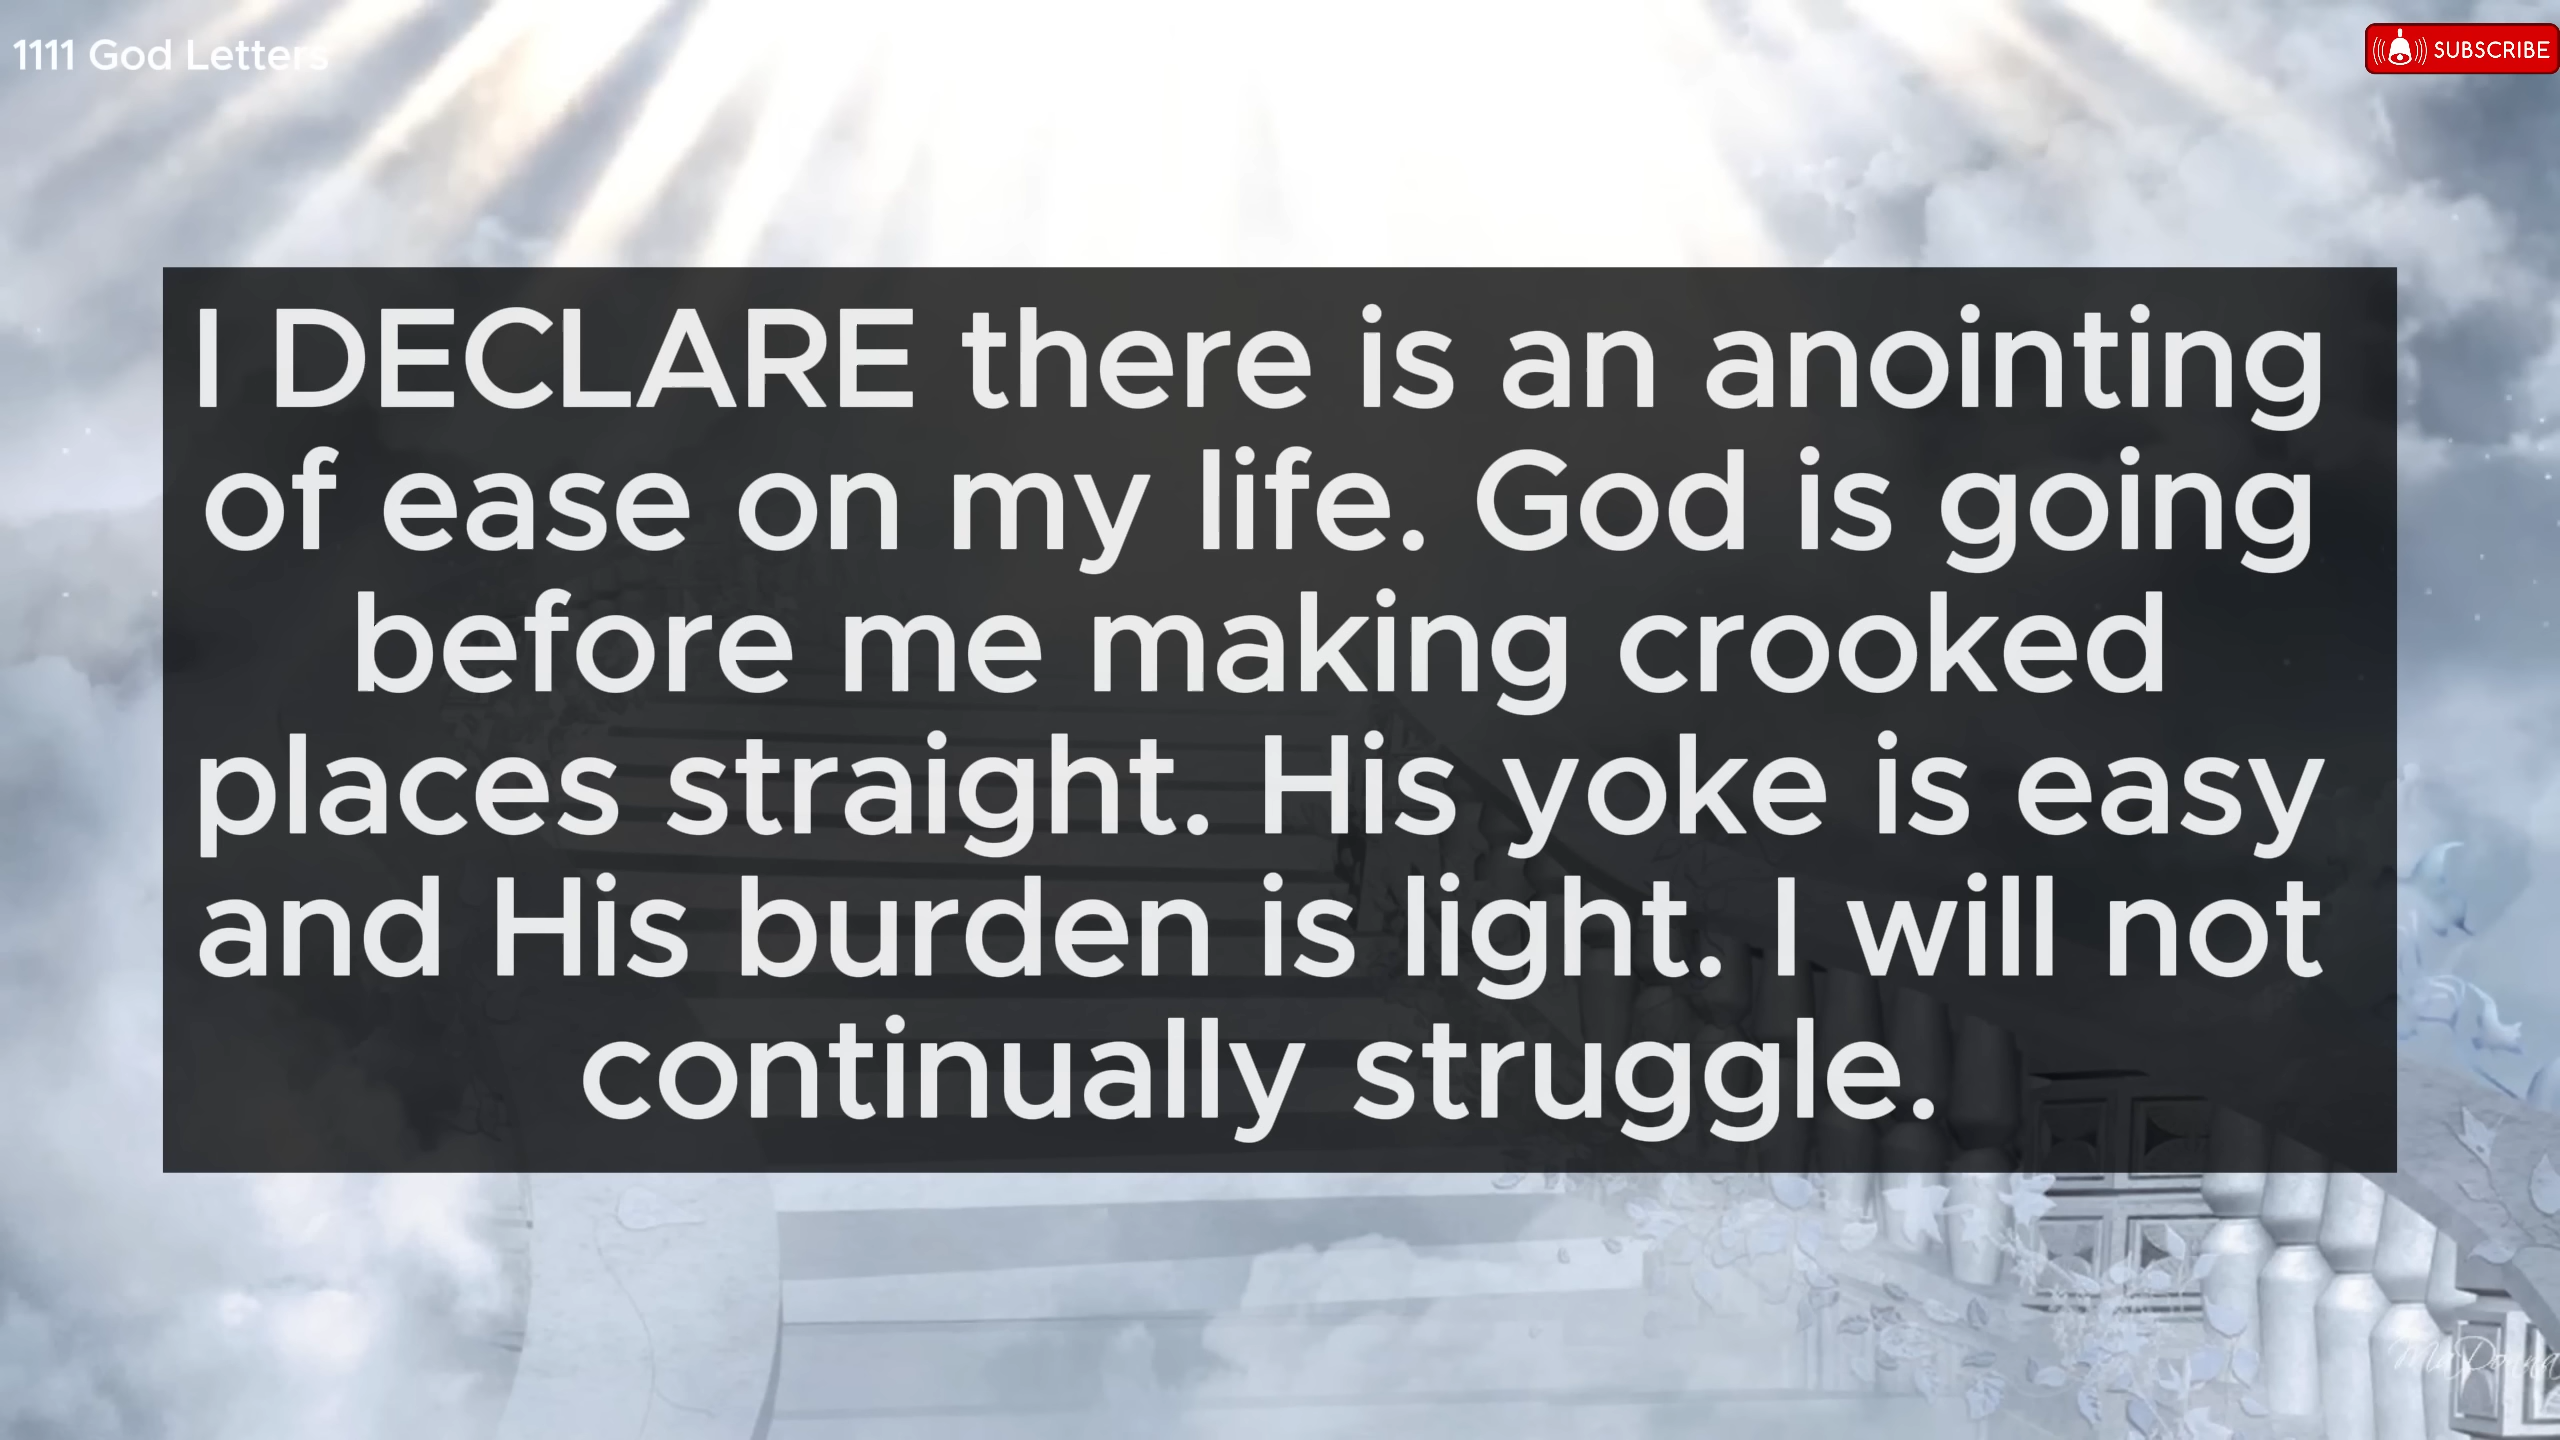 1111 God Letters
SUBSCRIBE
I DECLARE there is an anointing
of ease on my life. God is going
before me making crooked
places straight. His yoke is easy
and His burden is light. I will not
continually struggle.